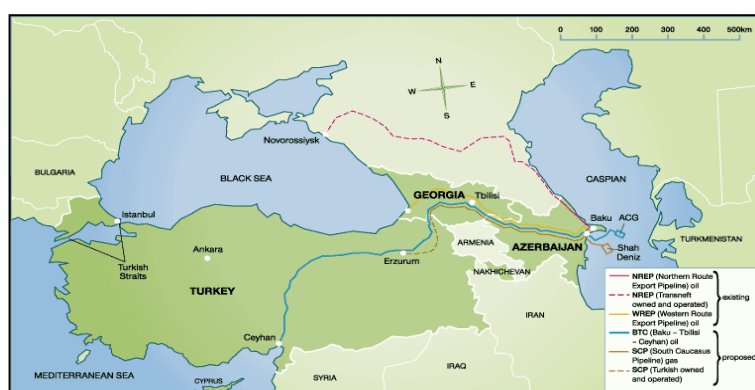 0 100 200 300 400 500km
N
W E
S
Novorossiysk
BULGARIA
BLACK SEA
CASPIAN
GEORGIA
Tbilisi
Istanbul
Baku ACG
Ankara
ARMENIA
AZERBAIJAN
Shah
Deniz
TURKMENISTAN
Turkish
Straits
Erzurum
NAKHICHEVAN
TURKEY
IRAN
Ceyhan
SYRIA
IRAQ
CYPRUS
MEDITERRANEAN SEA
NREP (Northern Route
Export Pipeline) oil
NREP (Transneft
owned and operated)
WREP (Western Route
Export Pipeline) oil
existing
BTC (Baku – Tbilisi
– Ceyhan) oil
SCP (South Caucasus
Pipeline) gas
SCP (Turkish owned
and operated)
proposed